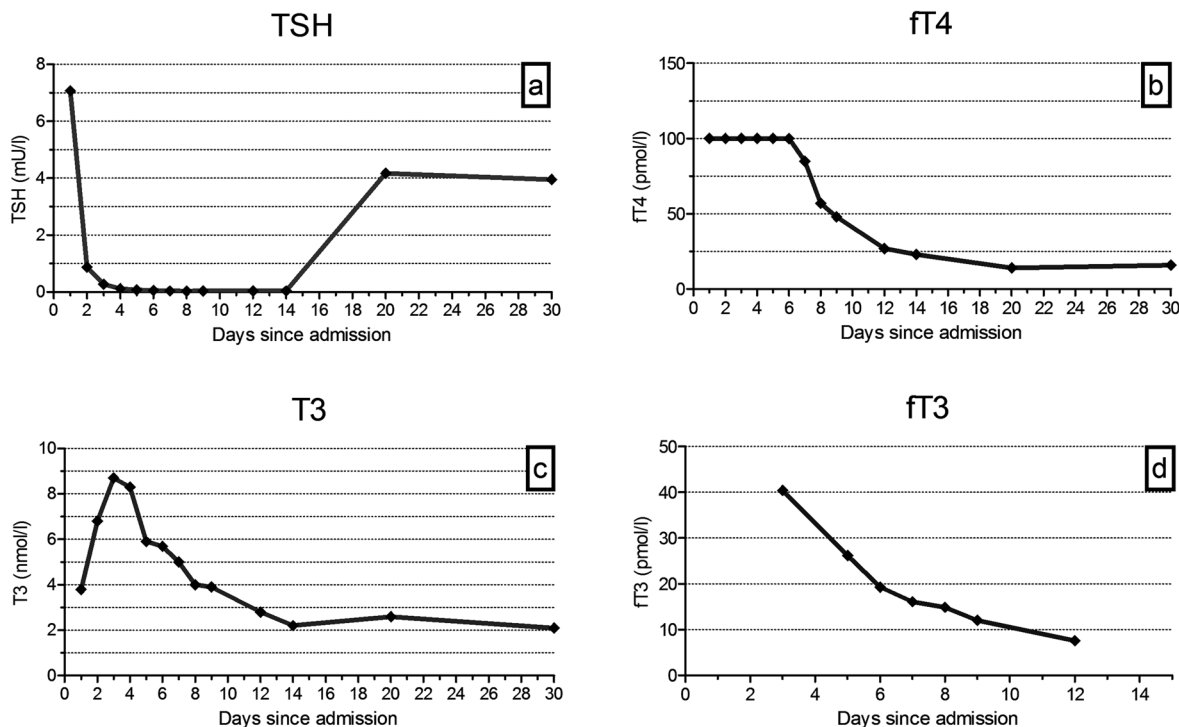 TSH
a
TSH (mU/l)
8
6
4
2
0
0 2 4 6 8 10 12 14 16 18 20 22 24 26 28 30
Days since admission
fT4
b
fT4 (pmol/l)
150
100
50
0
0 2 4 6 8 10 12 14 16 18 20 22 24 26 28 30
Days since admission
T3
c
T3 (nmol/l)
10
8
6
4
2
0
0 2 4 6 8 10 12 14 16 18 20 22 24 26 28 30
Days since admission
fT3
d
fT3 (pmol/l)
50
40
30
20
10
0
0 2 4 6 8 10 12 14
Days since admission